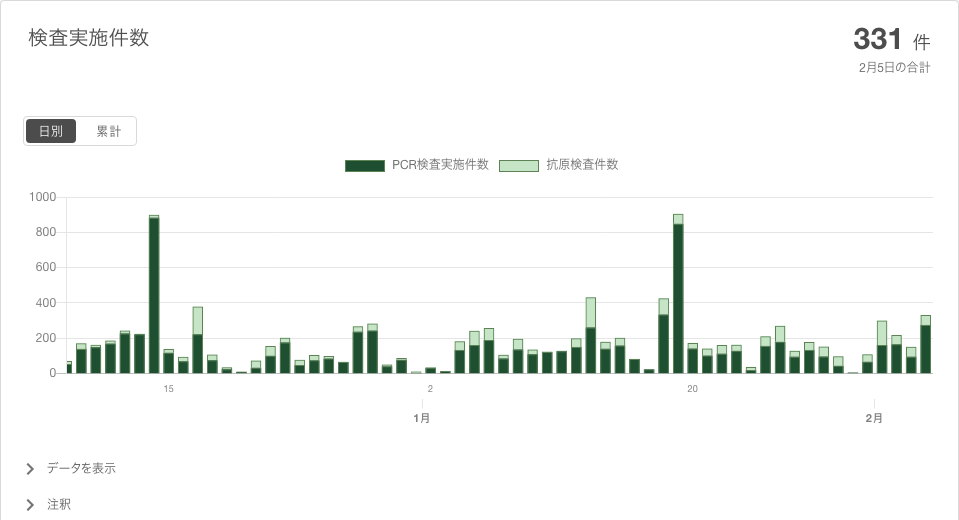 検査実施件数
331 件
2月5日の合計
日別
累計
PCR検査実施件数
抗原検査件数
1000
800
600
400
200
0
15
2
20
1月
2月
データを表示
注釈